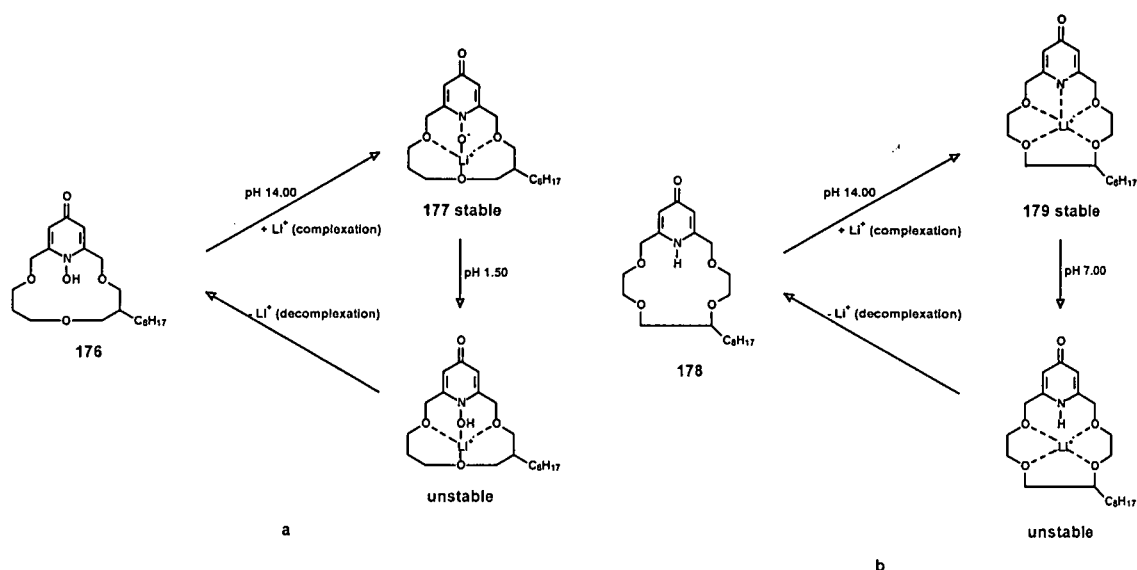 O
N
OH
O
O
O
C₈H₁₇
176
pH 14.00
+ Li⁺ (complexation)
- Li⁺ (decomplexation)
O
N
O⁻
O
O
Li⁺
O
C₈H₁₇
177 stable
pH 1.50
O
N
OH
O
O
Li⁺
O
C₈H₁₇
unstable
a
O
N
H
O
O
O
O
C₈H₁₇
178
pH 14.00
+ Li⁺ (complexation)
- Li⁺ (decomplexation)
O
N⁻
O
O
Li⁺
O
O
C₈H₁₇
179 stable
pH 7.00
O
N
H
O
O
Li⁺
O
O
C₈H₁₇
unstable
b